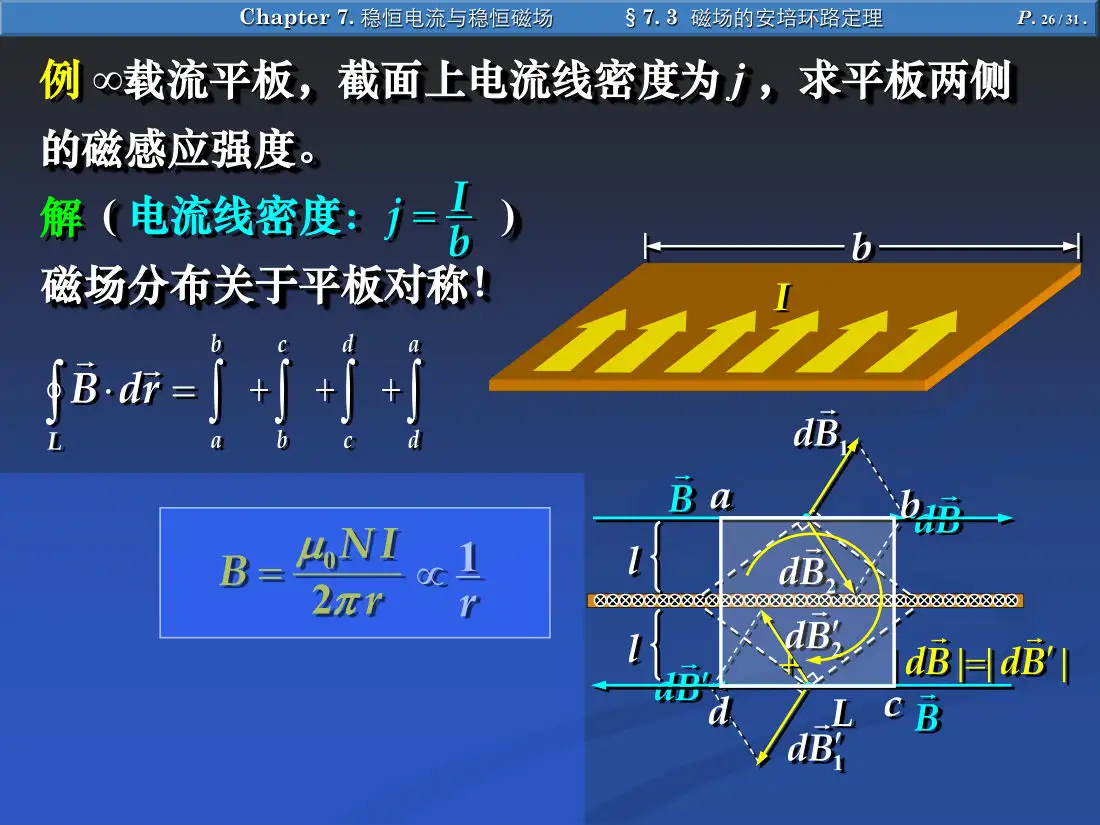 Chapter 7. 稳恒电流与稳恒磁场 § 7. 3 磁场的安培环路定理 P. 26 / 31 .
例 ∞载流平板，截面上电流线密度为 j ，求平板两侧
的磁感应强度。
解 ( 电流线密度: j = I/b )
磁场分布关于平板对称！
b
I
∮_L B⃗ · dr⃗ = ∫_a^b + ∫_b^c + ∫_c^d + ∫_d^a
B = μ₀NI / 2πr ∝ 1/r
dB⃗₁
B⃗ a b dB⃗
l dB⃗₂
l dB⃗′₂
|dB⃗|=|dB⃗′|
dB⃗′ d L c B⃗
dB⃗′₁